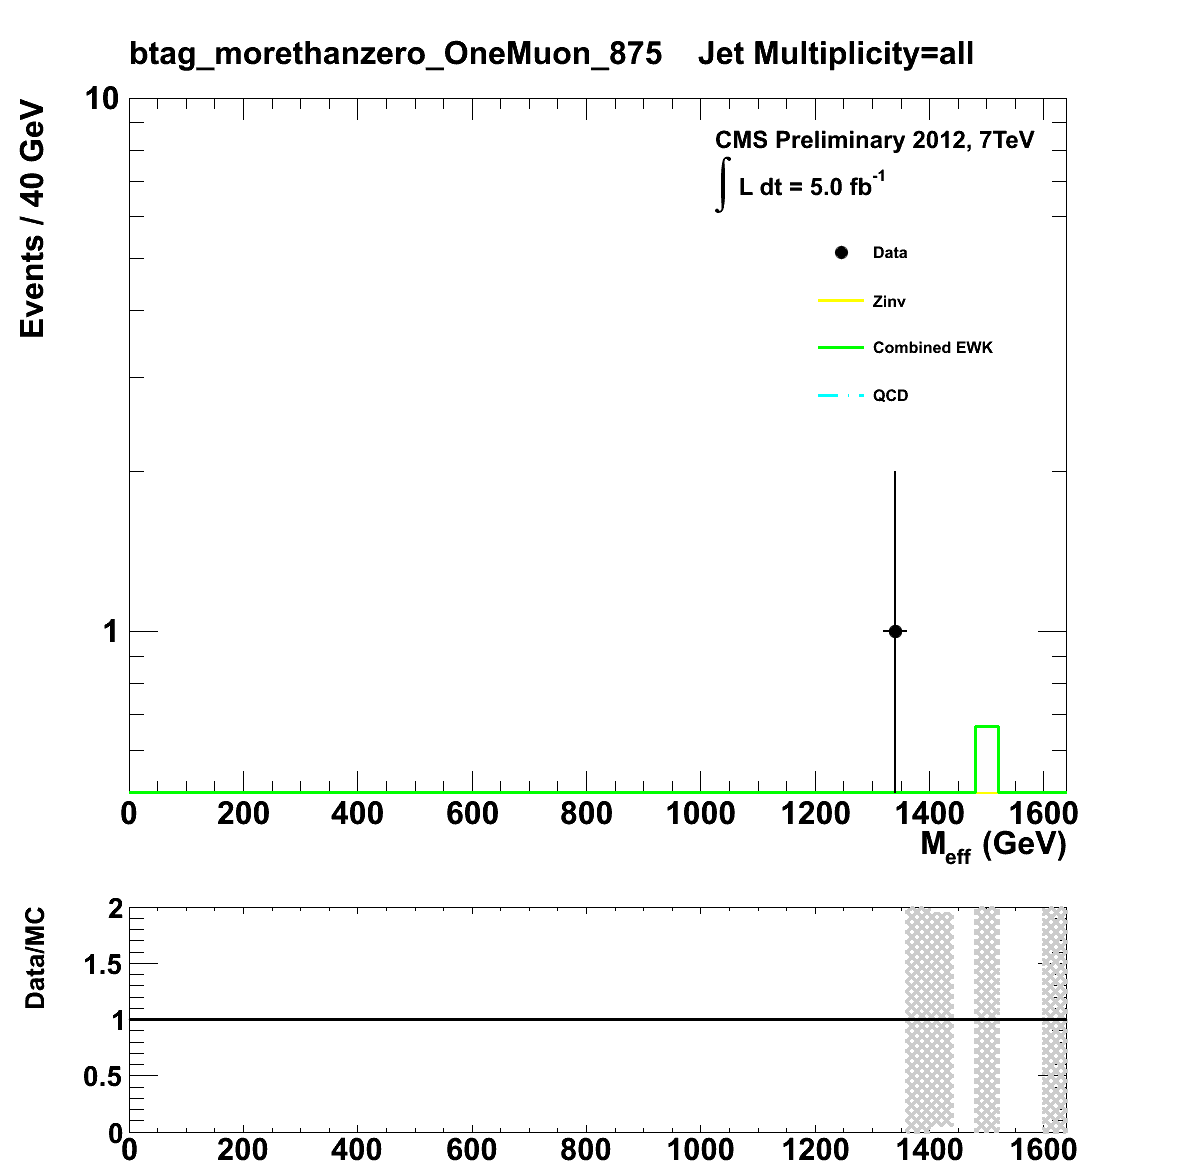 btag_morethanzero_OneMuon_875 Jet Multiplicity=all
Events / 40 GeV
10
1
CMS Preliminary 2012, 7TeV
∫ L dt = 5.0 fb⁻¹
Data
Zinv
Combined EWK
QCD
0 200 400 600 800 1000 1200 1400 1600
M_eff (GeV)
Data/MC
2
1.5
1
0.5
0
0 200 400 600 800 1000 1200 1400 1600